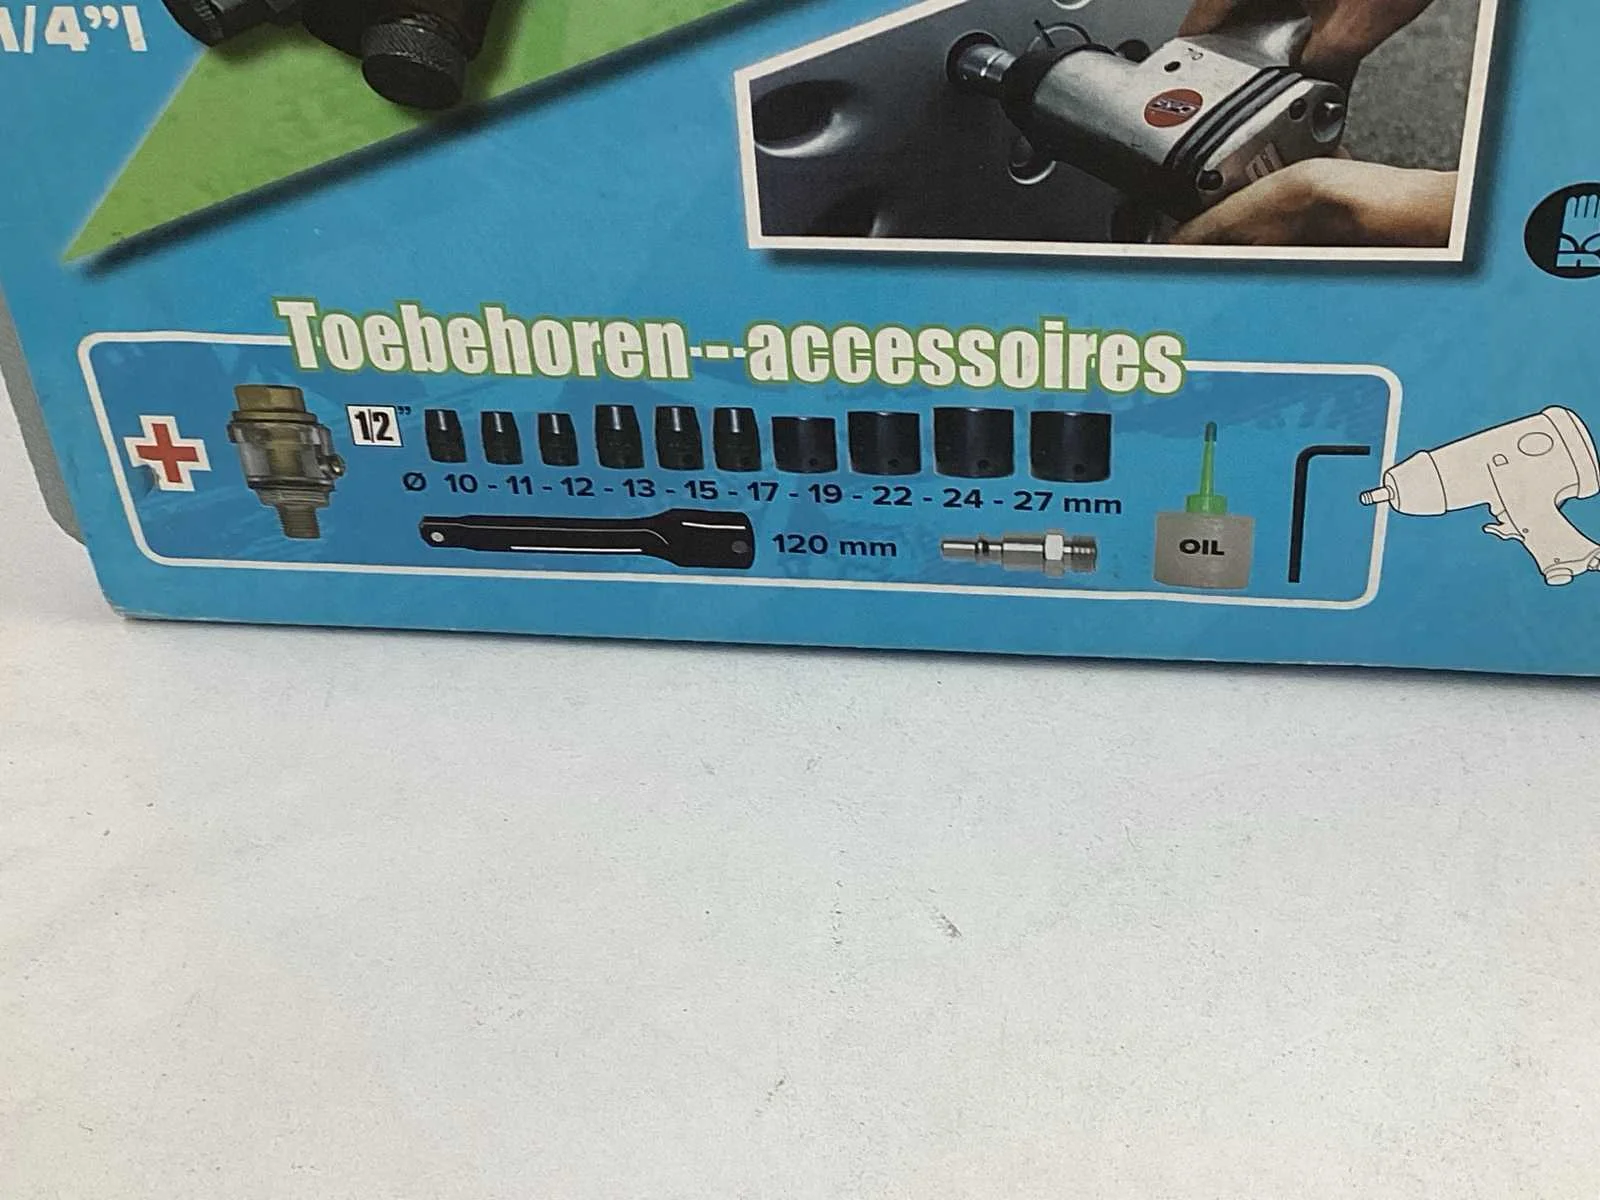 1/4"
Toebehoren---accessoires
1/2"
Ø 10 - 11 - 12 - 13 - 15 - 17 - 19 - 22 - 24 - 27 mm
120 mm
OIL